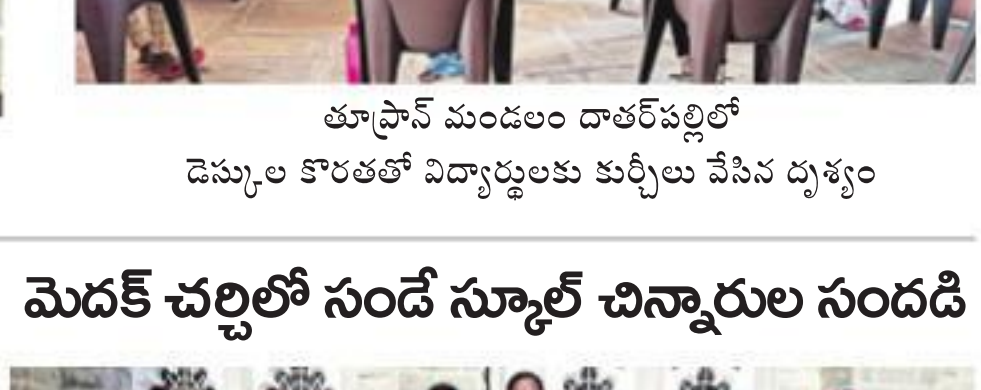 తూప్రాన్ మండలం దాతర్‌పల్లిలో
డెస్కుల కొరతతో విద్యార్థులకు కుర్చీలు వేసిన దృశ్యం
మెదక్ చర్చిలో సండే స్కూల్ చిన్నారుల సందడి